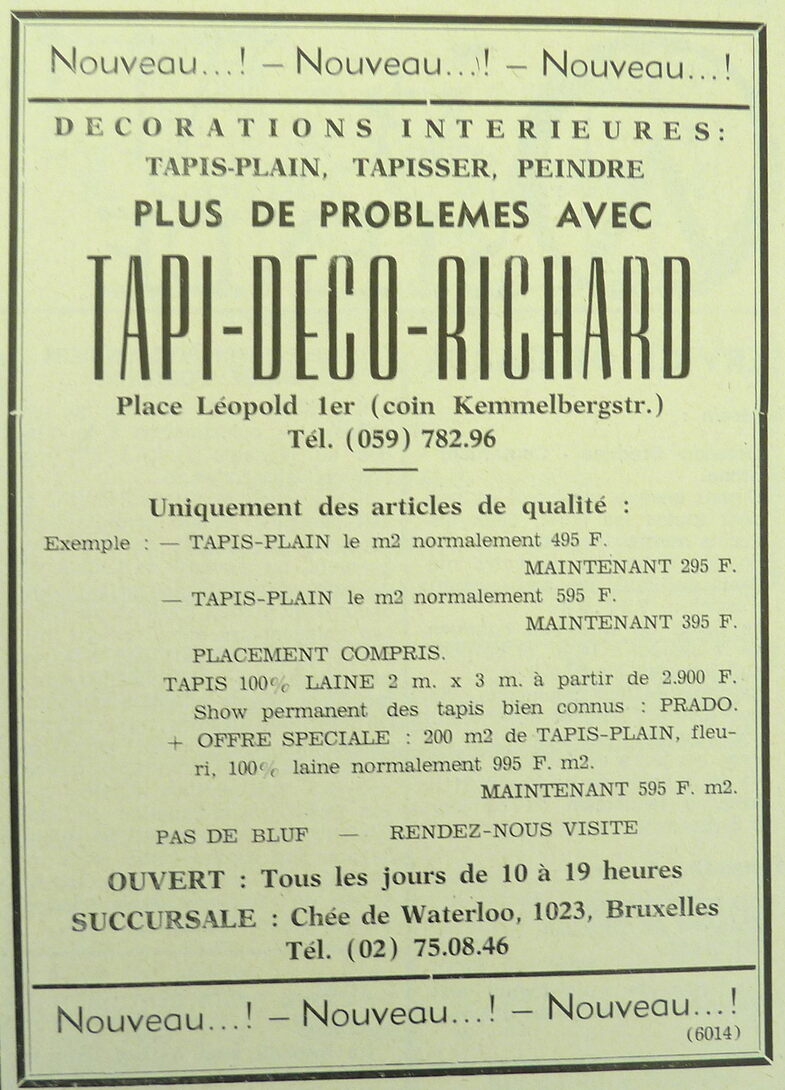 Nouveau...! – Nouveau...! – Nouveau...!
DECORATIONS INTERIEURES:
TAPIS-PLAIN, TAPISSER, PEINDRE
PLUS DE PROBLEMES AVEC
TAPI-DECO-RICHARD
Place Léopold 1er (coin Kemmelbergstr.)
Tél. (059) 782.96
Uniquement des articles de qualité :
Exemple : — TAPIS-PLAIN le m2 normalement 495 F.
MAINTENANT 295 F.
— TAPIS-PLAIN le m2 normalement 595 F.
MAINTENANT 395 F.
PLACEMENT COMPRIS.
TAPIS 100% LAINE 2 m. x 3 m. à partir de 2.900 F.
Show permanent des tapis bien connus : PRADO.
+ OFFRE SPECIALE : 200 m2 de TAPIS-PLAIN, fleu-
ri, 100% laine normalement 995 F. m2.
MAINTENANT 595 F. m2.
PAS DE BLUF — RENDEZ-NOUS VISITE
OUVERT : Tous les jours de 10 à 19 heures
SUCCURSALE : Chée de Waterloo, 1023, Bruxelles
Tél. (02) 75.08.46
Nouveau...! – Nouveau...! – Nouveau...!
(6014)